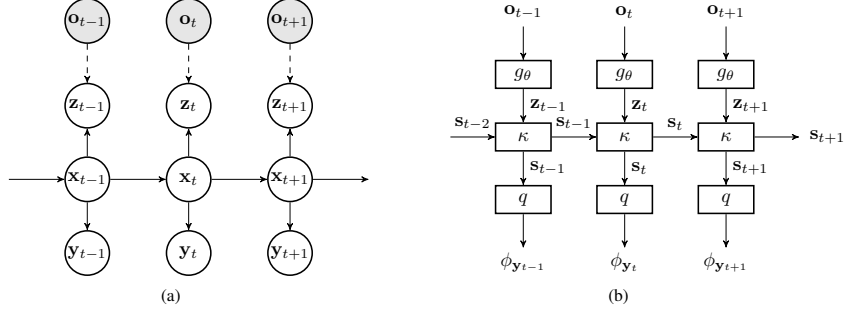 o_{t−1} o_t o_{t+1}
z_{t−1} z_t z_{t+1}
x_{t−1} x_t x_{t+1}
y_{t−1} y_t y_{t+1}
(a)
o_{t−1} o_t o_{t+1}
g_θ g_θ g_θ
z_{t−1} z_t z_{t+1}
s_{t−2} κ s_{t−1} κ s_t κ s_{t+1}
s_{t−1} s_t s_{t+1}
q q q
ϕ_{y_{t−1}} ϕ_{y_t} ϕ_{y_{t+1}}
(b)